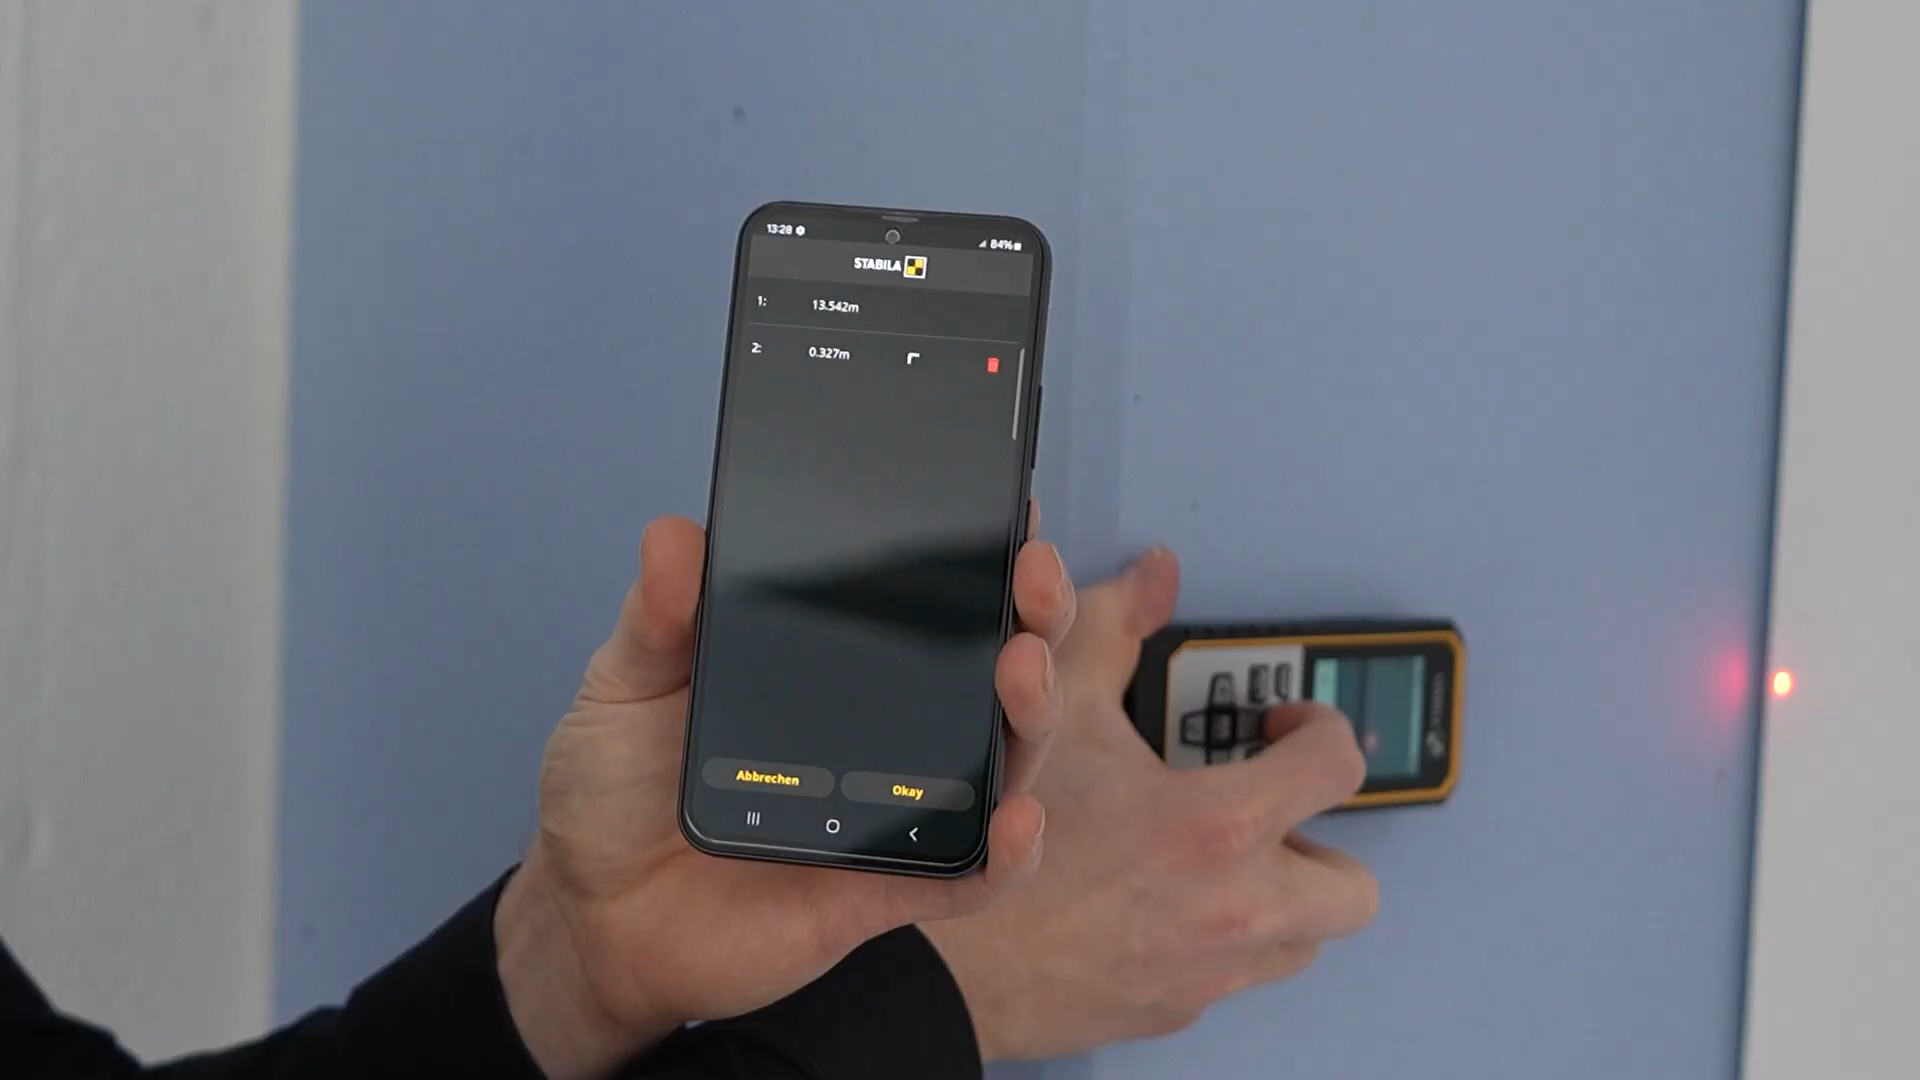 13:28 84%
STABILA
1: 13.542m
2: 0.327m
Abbrechen Okay